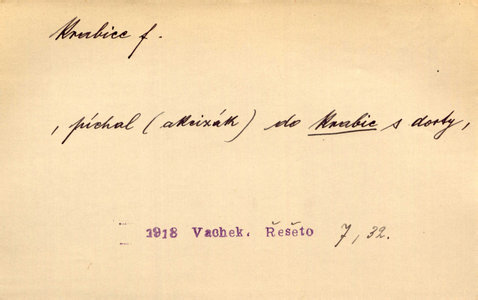 Krabice f.
, píchal (akcizák) do krabic s dorty,
1918 Vachek. Řešeto 7, 32.